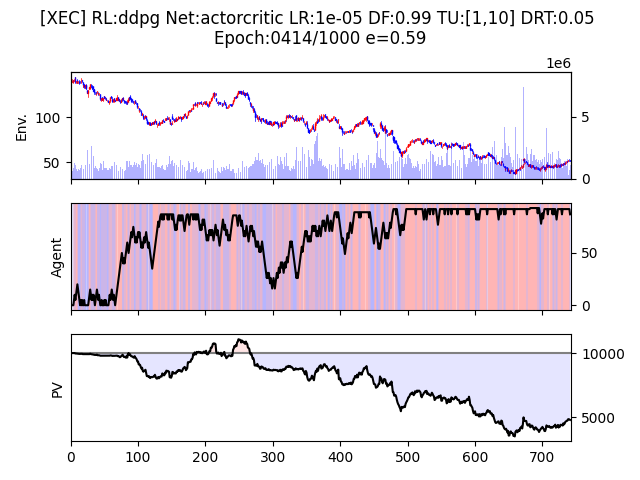 [XEC] RL:ddpg Net:actorcritic LR:1e-05 DF:0.99 TU:[1,10] DRT:0.05
Epoch:0414/1000 e=0.59
1e6
Env.
100
50
5
0
Agent
50
0
PV
10000
5000
0 100 200 300 400 500 600 700